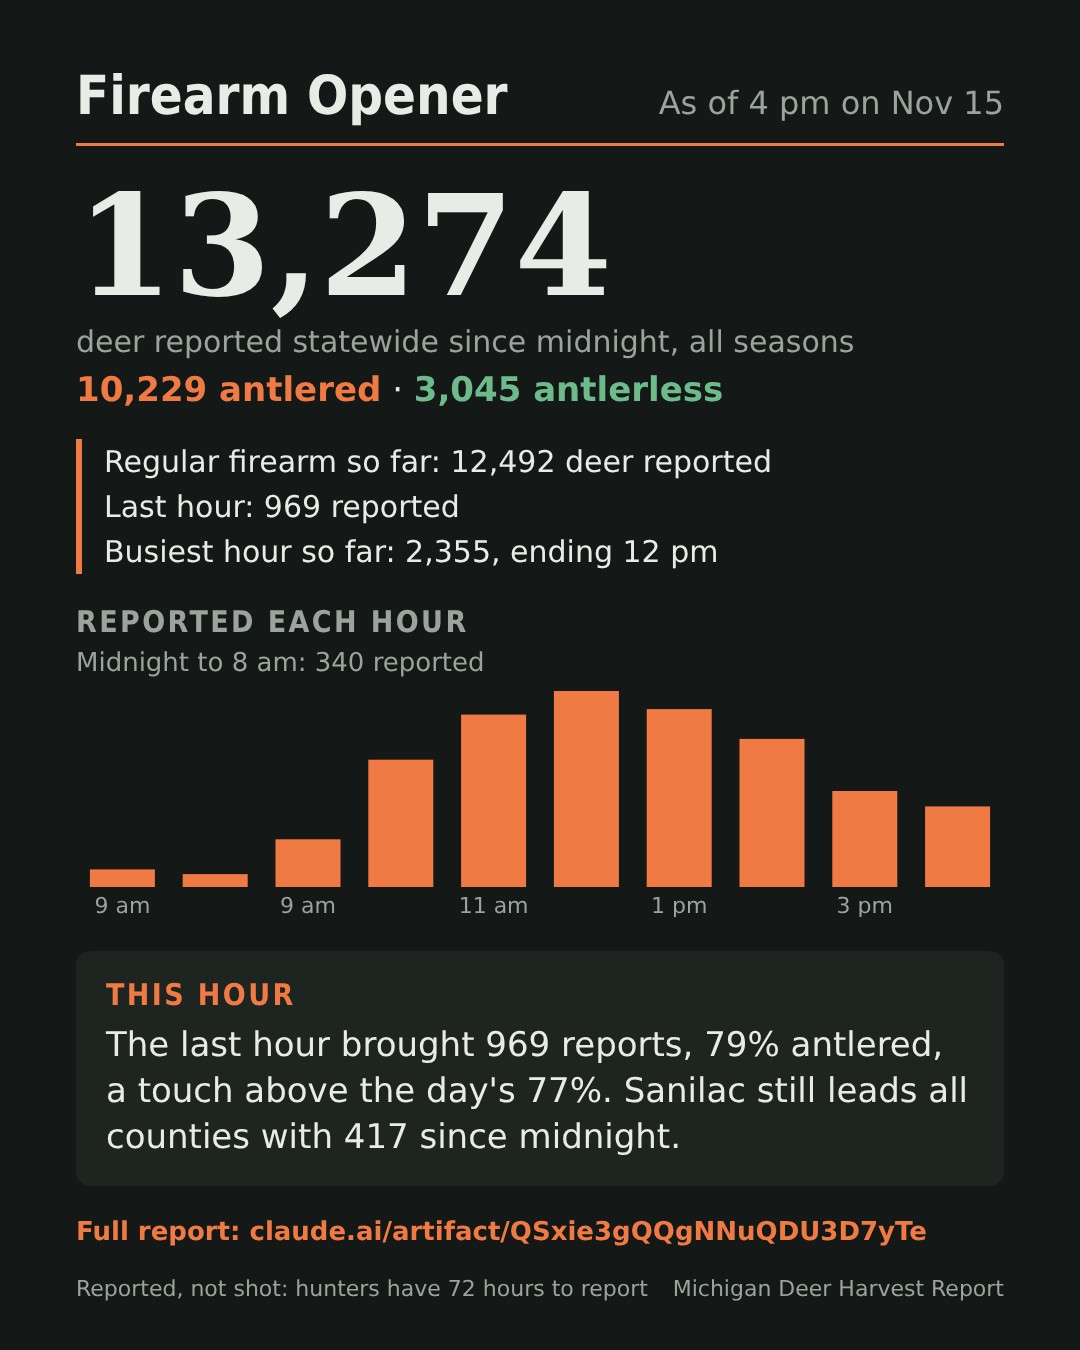 Firearm Opener
As of 4 pm on Nov 15
13,274
deer reported statewide since midnight, all seasons
10,229 antlered · 3,045 antlerless
Regular firearm so far: 12,492 deer reported
Last hour: 969 reported
Busiest hour so far: 2,355, ending 12 pm
REPORTED EACH HOUR
Midnight to 8 am: 340 reported
9 am 9 am 11 am 1 pm 3 pm
THIS HOUR
The last hour brought 969 reports, 79% antlered,
a touch above the day's 77%. Sanilac still leads all
counties with 417 since midnight.
Full report: claude.ai/artifact/QSxie3gQQgNNuQDU3D7yTe
Reported, not shot: hunters have 72 hours to report
Michigan Deer Harvest Report